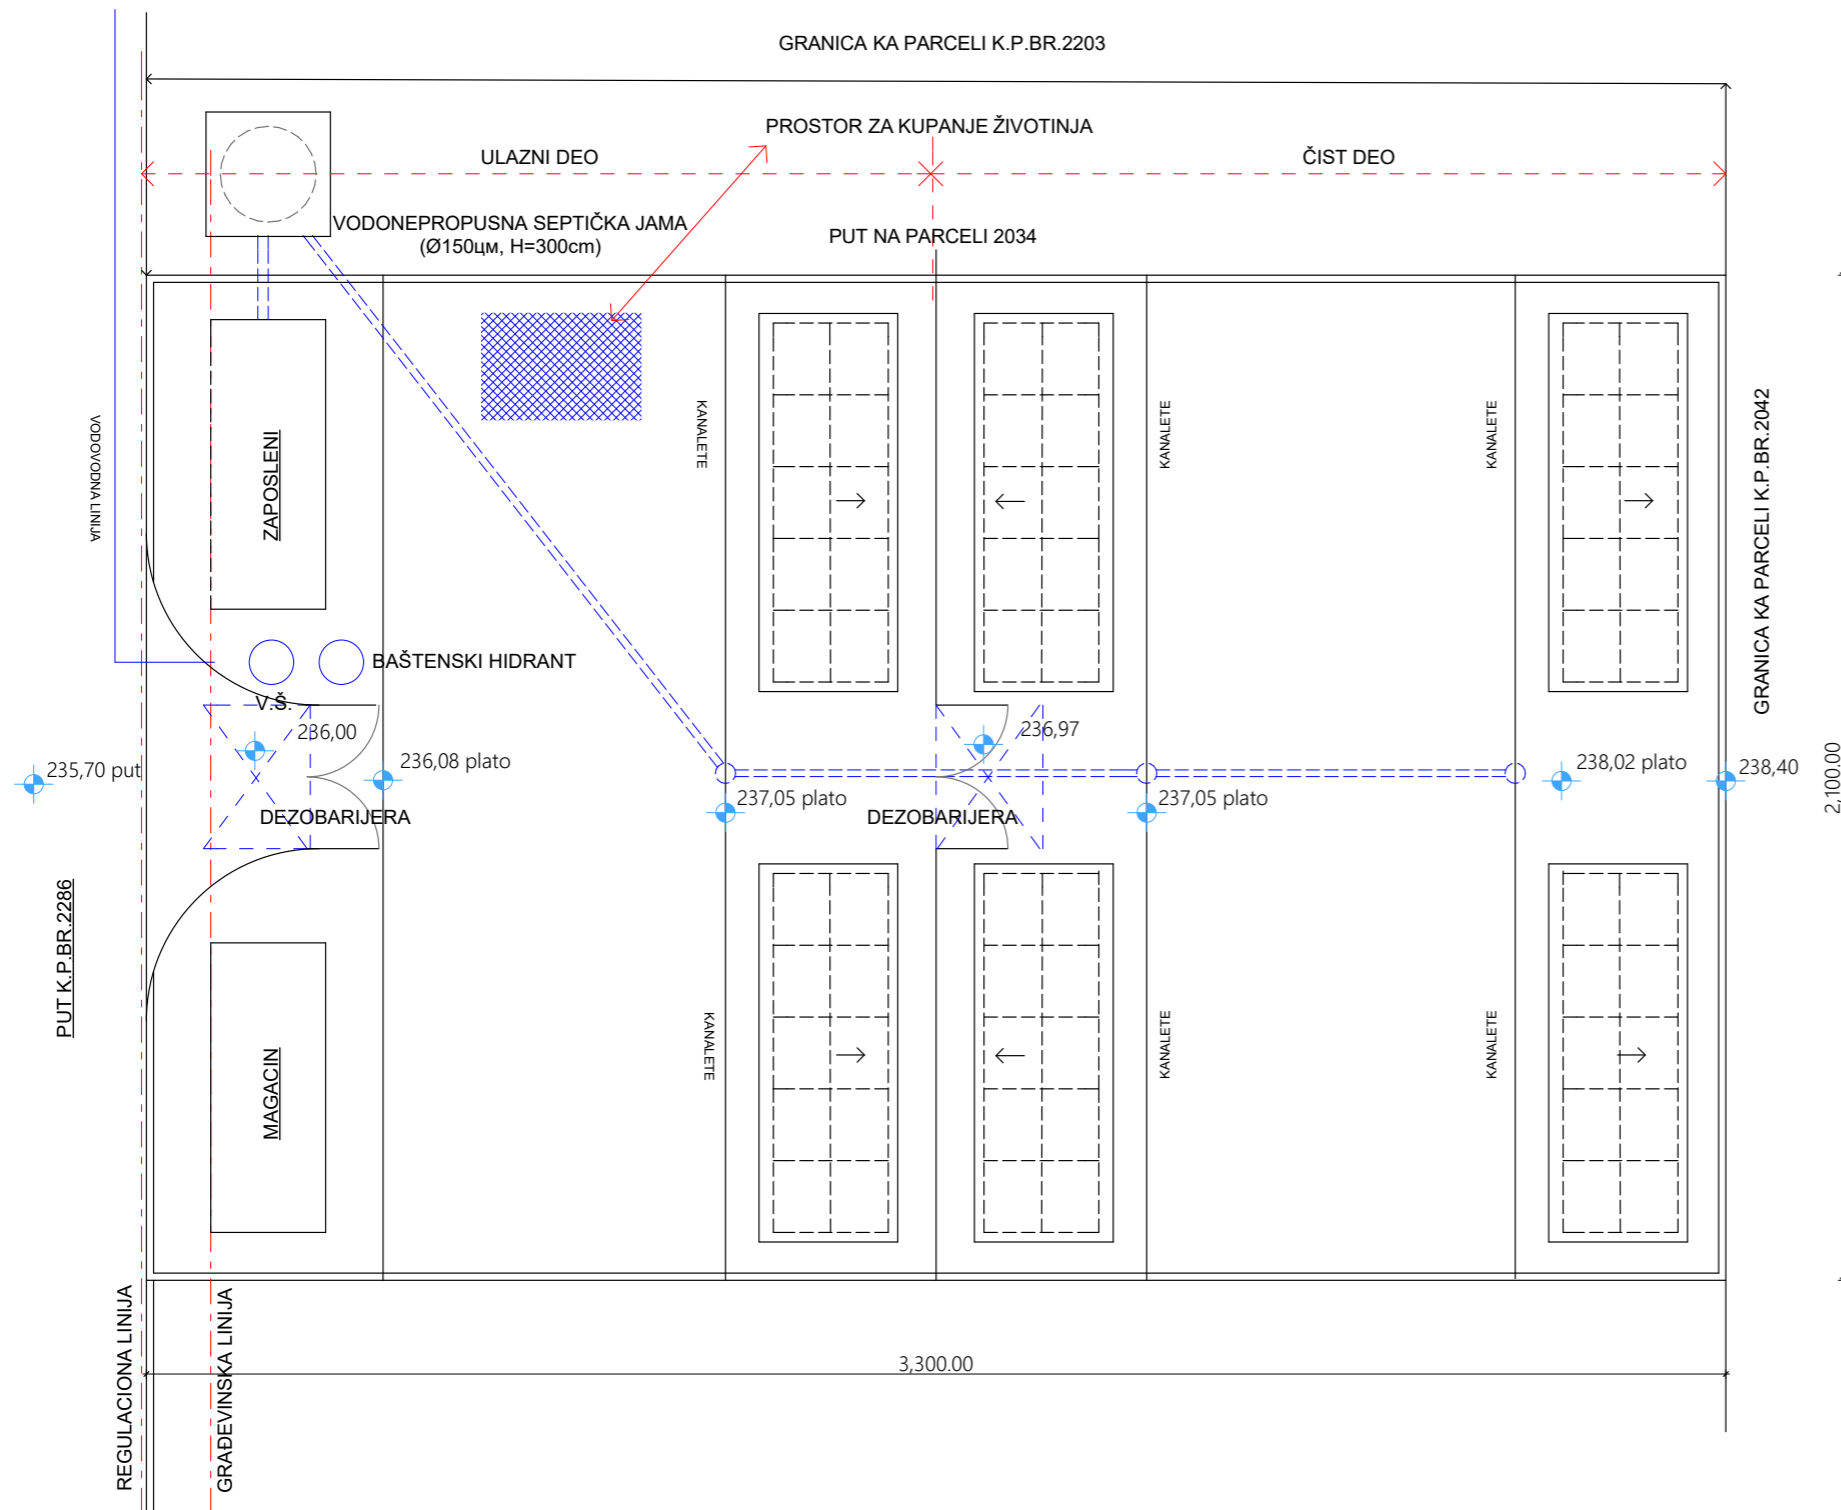 GRANICA KA PARCELI K.P.BR.2203
PROSTOR ZA KUPANJE ŽIVOTINJA
ULAZNI DEO
ČIST DEO
VODONEPROPUSNA SEPTIČKA JAMA
(Ø150цм, H=300cm)
PUT NA PARCELI 2034
VODOVODNA LINIJA
ZAPOSLENI
KANALETE
KANALETE
KANALETE
GRANICA KA PARCELI K.P.BR.2042
BAŠTENSKI HIDRANT
V.Š.
236,00
236,97
235,70 put
236,08 plato
238,02 plato
238,40
237,05 plato
237,05 plato
DEZOBARIJERA
DEZOBARIJERA
2,100.00
PUT K.P.BR.2286
MAGACIN
KANALETE
KANALETE
KANALETE
REGULACIONA LINIJA
GRAĐEVINSKA LINIJA
3,300.00